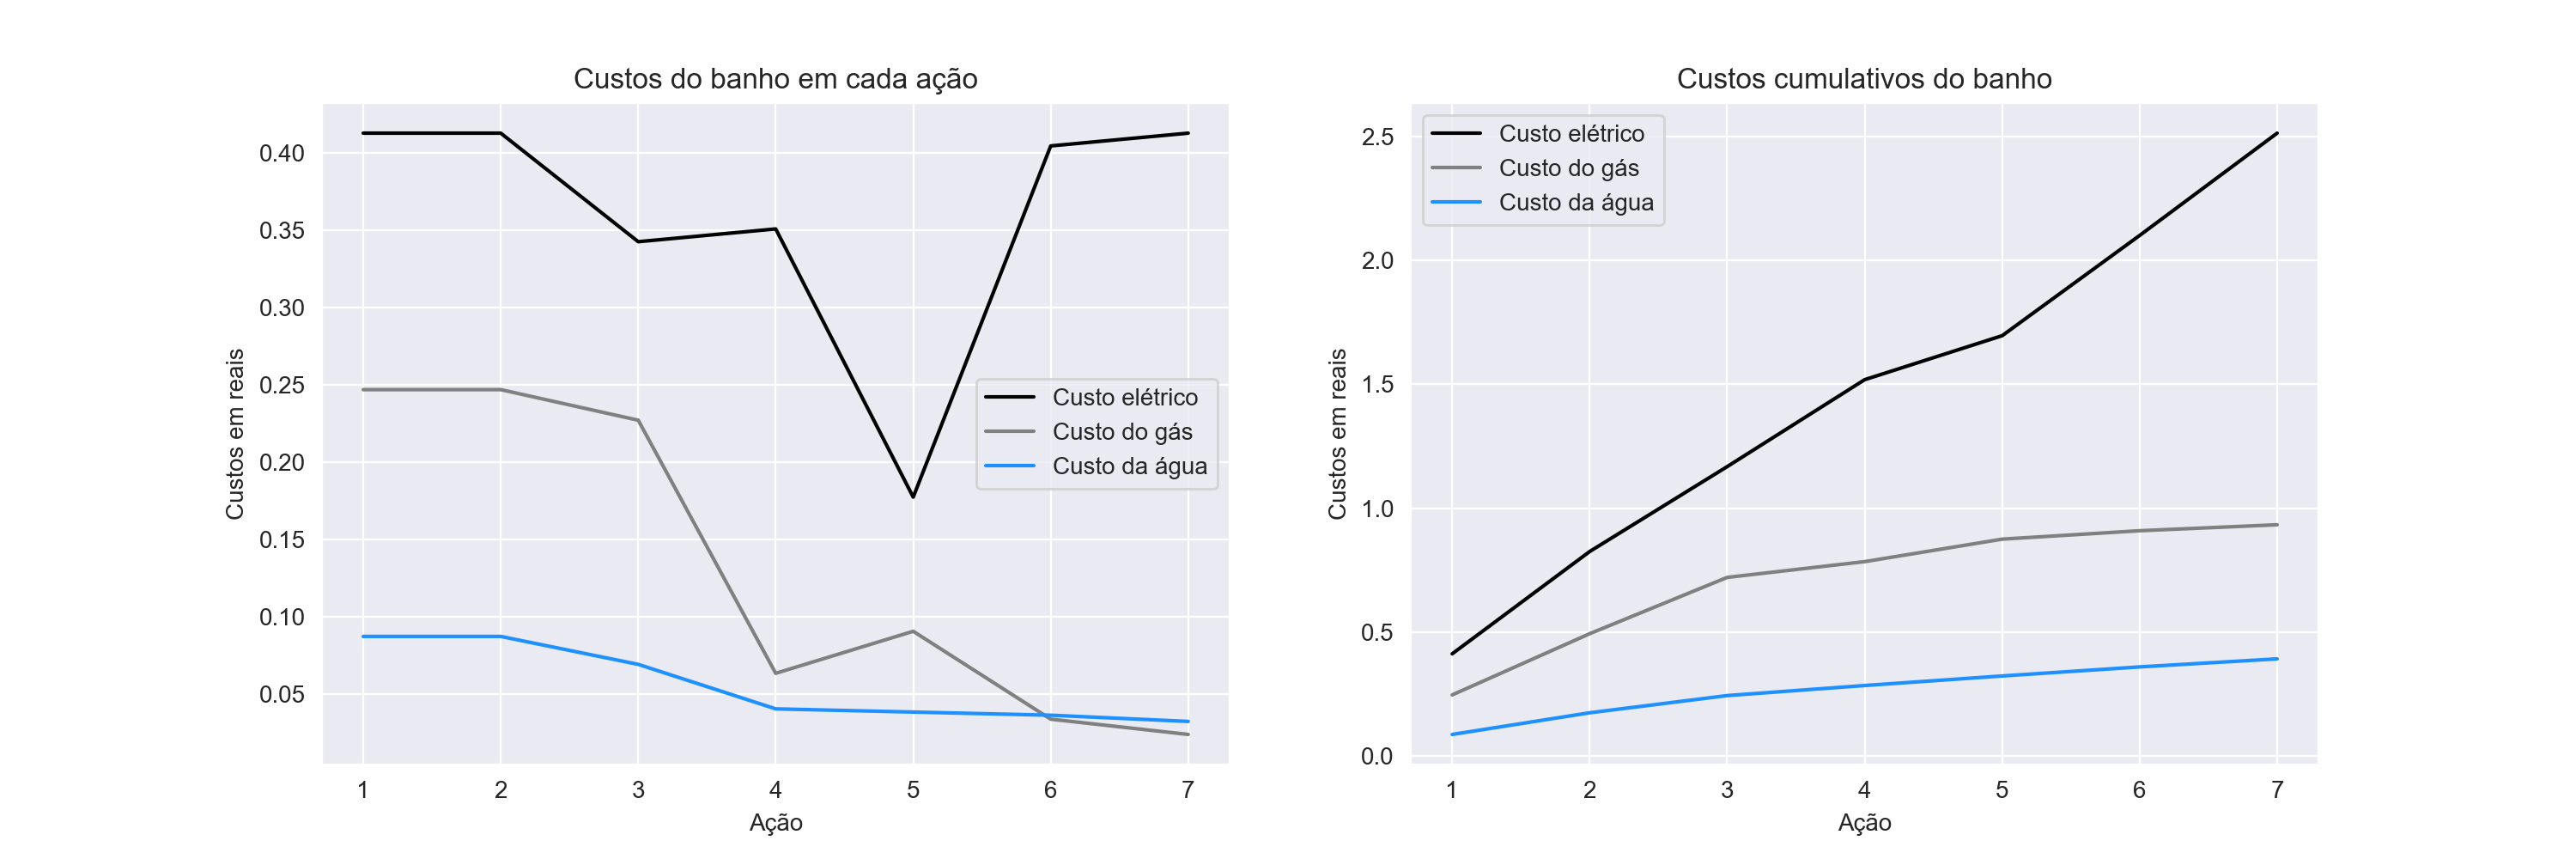 Custos do banho em cada ação
0.40
0.35
0.30
0.25
0.20
0.15
0.10
0.05
Custos em reais
Custo elétrico
Custo do gás
Custo da água
1 2 3 4 5 6 7
Ação
Custos cumulativos do banho
2.5
2.0
1.5
1.0
0.5
0.0
Custos em reais
Custo elétrico
Custo do gás
Custo da água
1 2 3 4 5 6 7
Ação